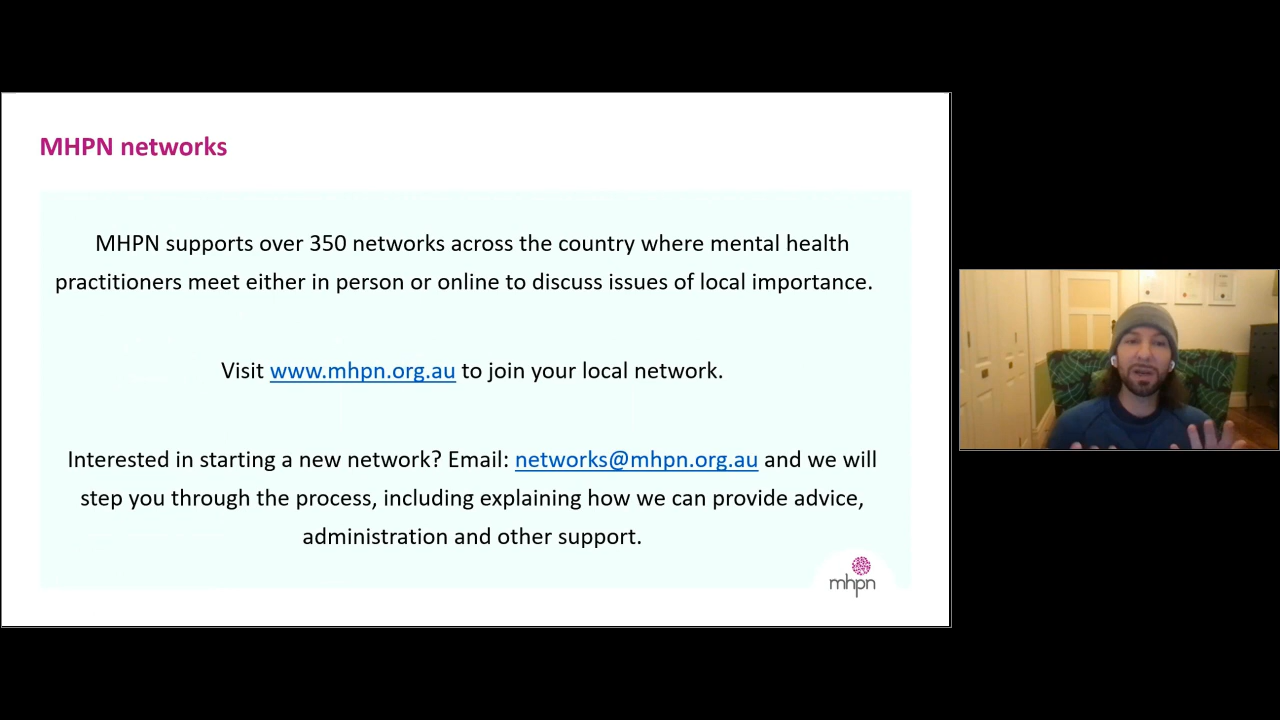 MHPN networks
MHPN supports over 350 networks across the country where mental health
practitioners meet either in person or online to discuss issues of local importance.
Visit www.mhpn.org.au to join your local network.
Interested in starting a new network? Email: networks@mhpn.org.au and we will
step you through the process, including explaining how we can provide advice,
administration and other support.
mhpn